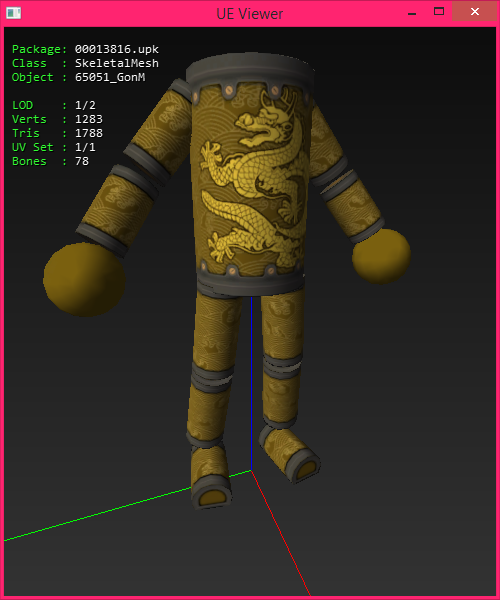 UE Viewer
Package: 00013816.upk
Class : SkeletalMesh
Object : 65051_GonM
LOD : 1/2
Verts : 1283
Tris : 1788
UV Set : 1/1
Bones : 78